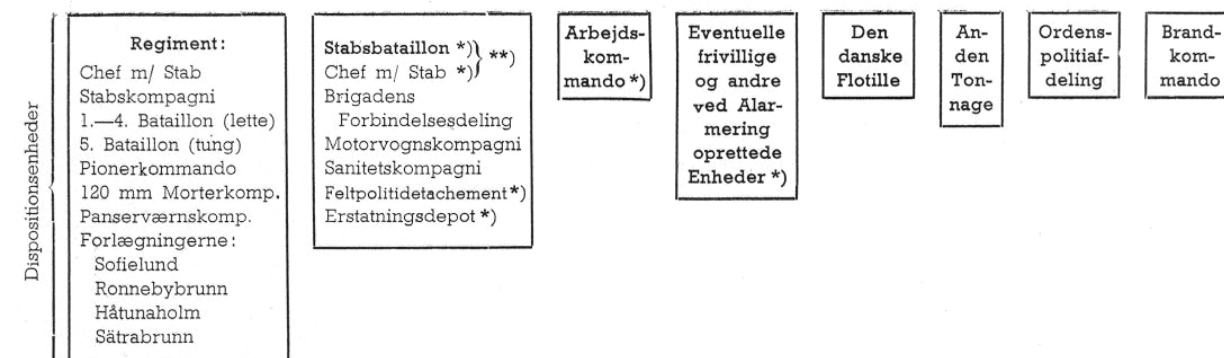 Dispositionsenheder
Regiment:
Chef m/ Stab
Stabskompagni
1.—4. Bataillon (lette)
5. Bataillon (tung)
Pionerkommando
120 mm Morterkomp.
Panserværnskomp.
Forlægningerne:
Sofielund
Ronnebybrunn
Håtunaholm
Sätrabrunn
Stabsbataillon *)} **)
Chef m/ Stab *)
Brigadens
Forbindelsesdeling
Motorvognskompagni
Sanitetskompagni
Feltpolitidetachement *)
Erstatningsdepot *)
Arbejds-
kom-
mando *)
Eventuelle
frivillige
og andre
ved Alar-
mering
oprettede
Enheder *)
Den
danske
Flotille
An-
den
Ton-
nage
Ordens-
politiaf-
deling
Brand-
kom-
mando